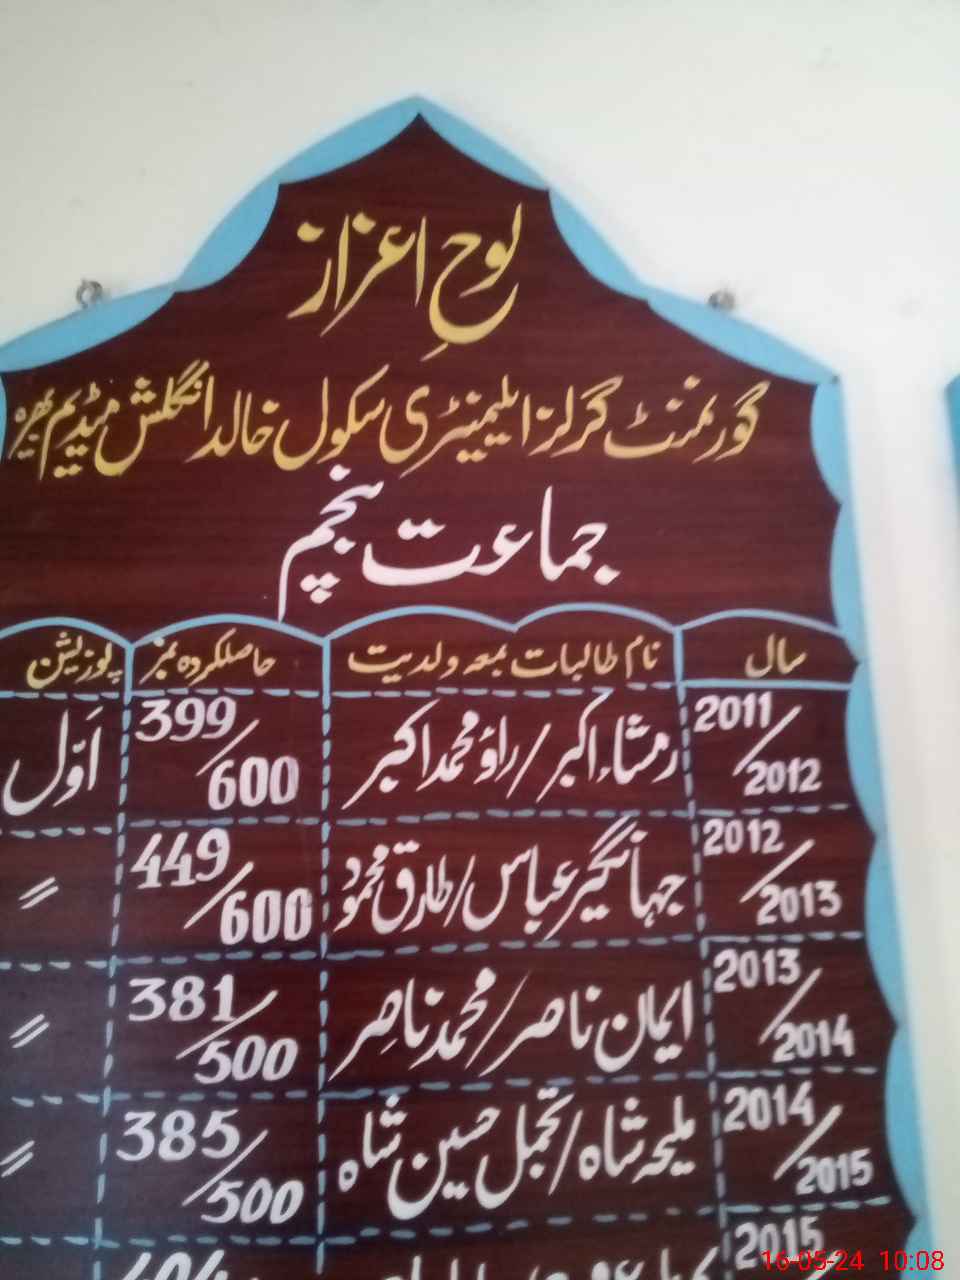 لوحِ اعزاز
گورنمنٹ گرلز ایلیمنٹری سکول خالد انگلش میڈیم بھیرہ
جماعت پنجم
سال نام طالبات بمعہ ولدیت حاصلکردہ نمبر پوزیشن
2011/2012 رمشاء اکبر/راؤ محمد اکبر 399/600 اَوّل
2012/2013 جہانگیر عباس/طارق محمود 449/600 〃
2013/2014 ایمان ناصر/محمد ناصِر 381/500 〃
2014/2015 ملیحہ شاہ/تجمل حسین شاہ 385/500 〃
2015
16-05-24 10:08